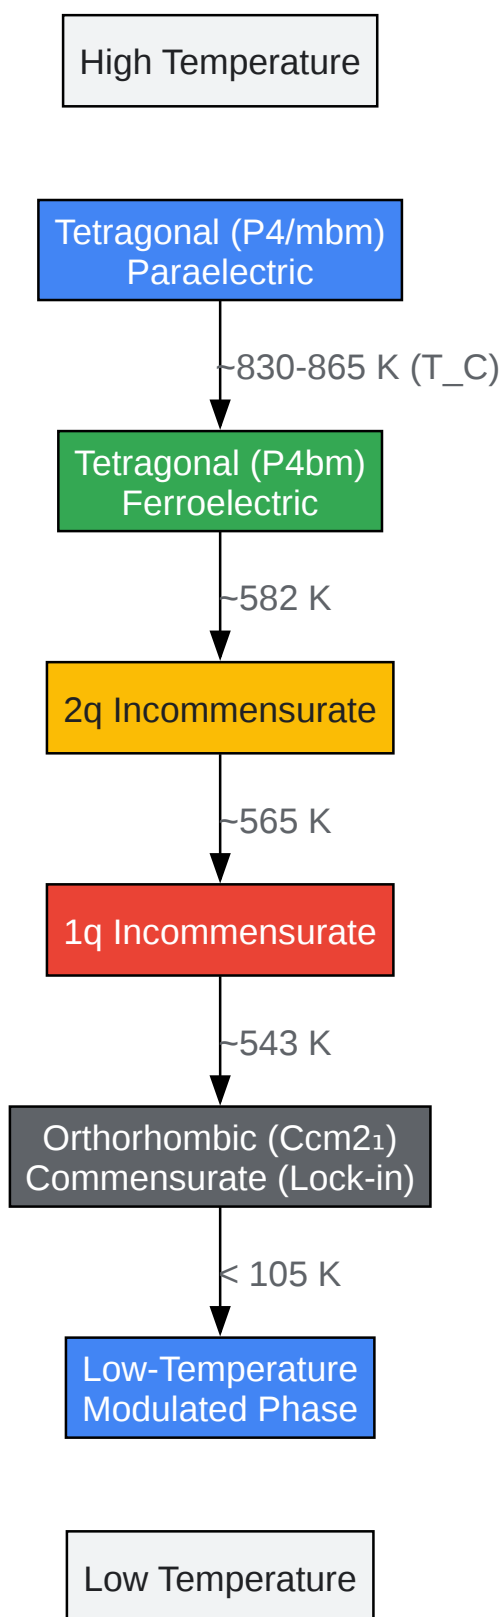 High Temperature
Tetragonal (P4/mbm)
Paraelectric
~830-865 K (T_C)
Tetragonal (P4bm)
Ferroelectric
~582 K
2q Incommensurate
~565 K
1q Incommensurate
~543 K
Orthorhombic (Ccm2₁)
Commensurate (Lock-in)
< 105 K
Low-Temperature
Modulated Phase
Low Temperature